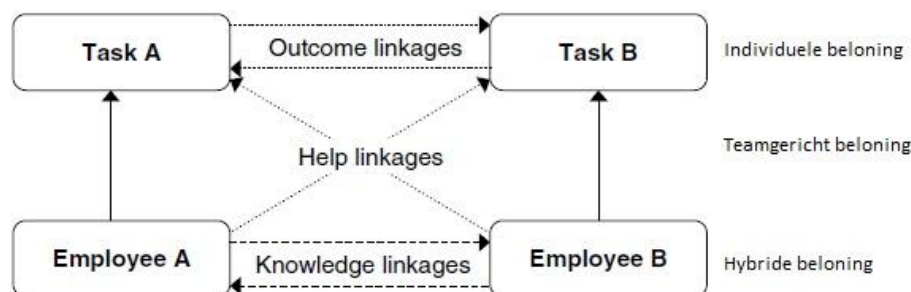 Task A
Outcome linkages
Task B
Individuele beloning
Help linkages
Teamgericht beloning
Employee A
Knowledge linkages
Employee B
Hybride beloning